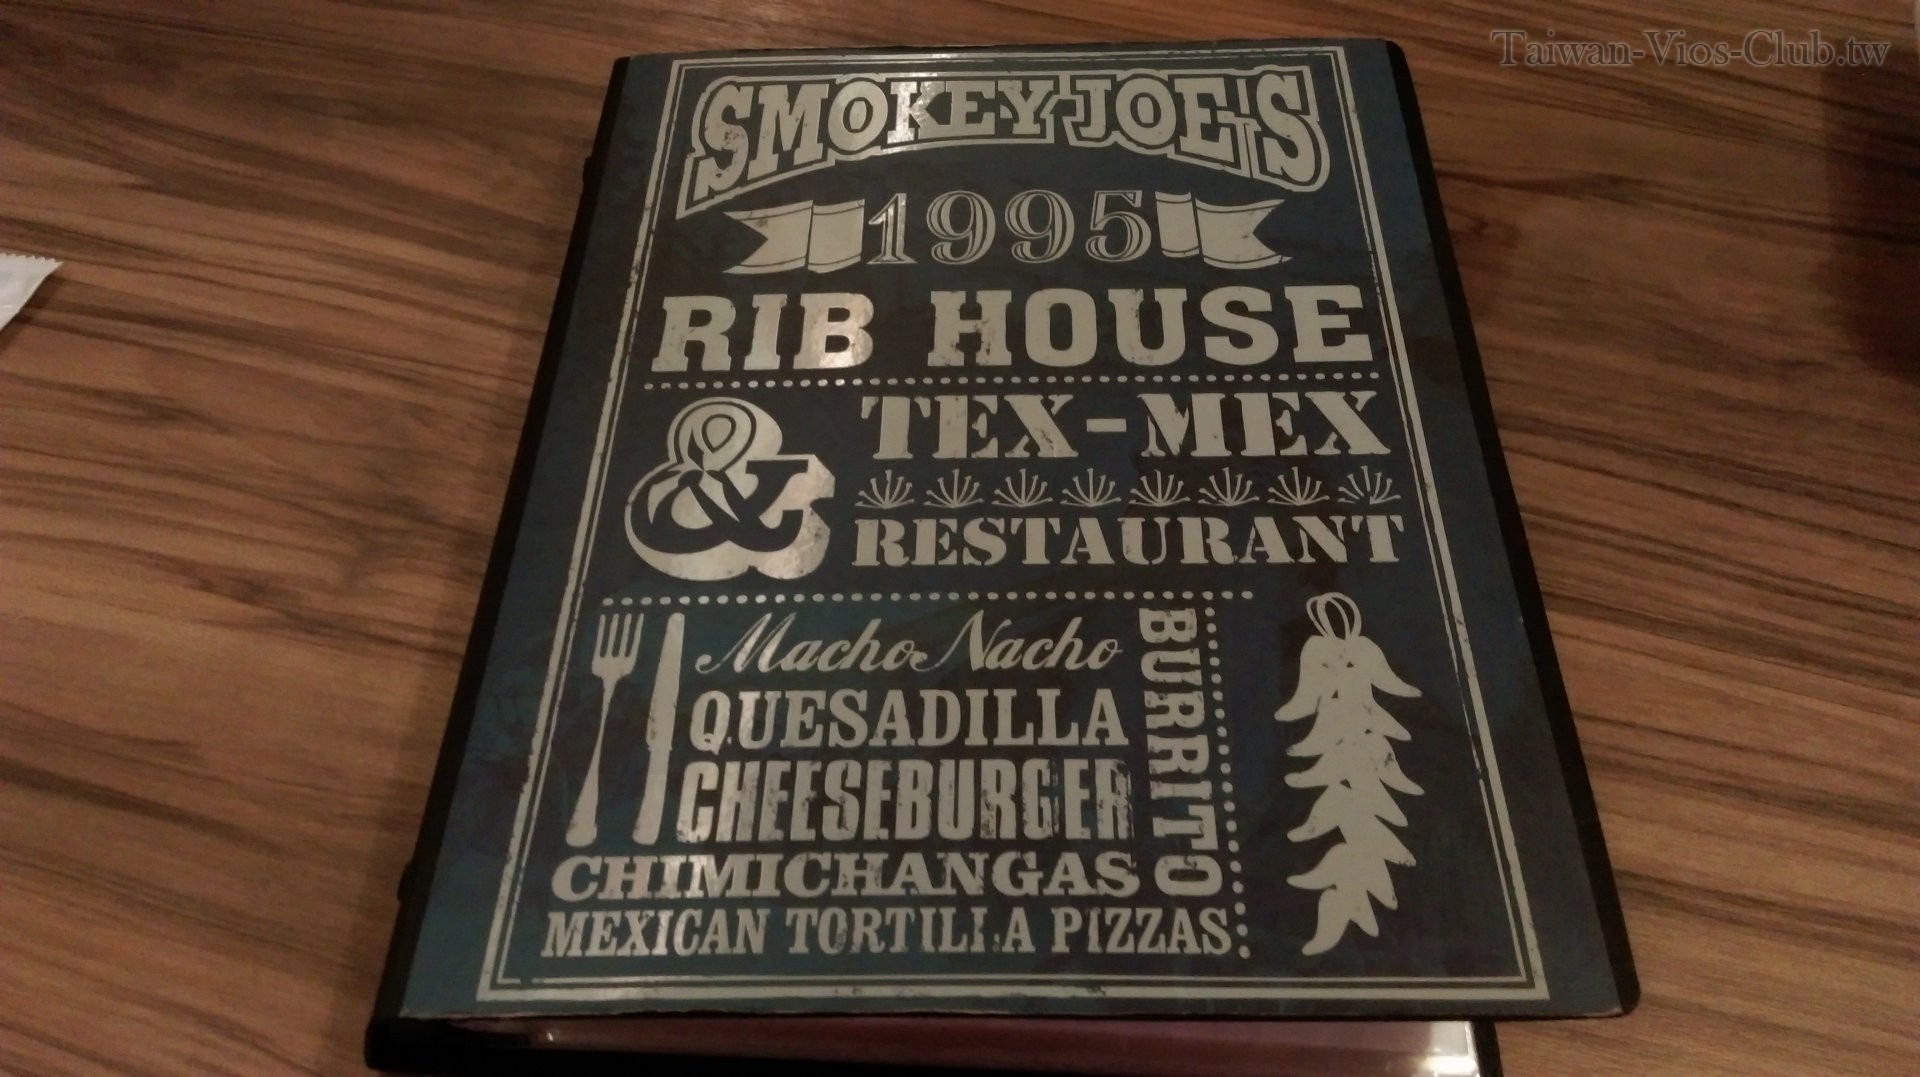 Taiwan-Vios-Club.tw
SMOKEY JOE'S
1995
RIB HOUSE
& TEX-MEX
RESTAURANT
Macho Nacho
QUESADILLA
CHEESEBURGER
BURRITO
CHIMICHANGAS
MEXICAN TORTILLA PIZZAS